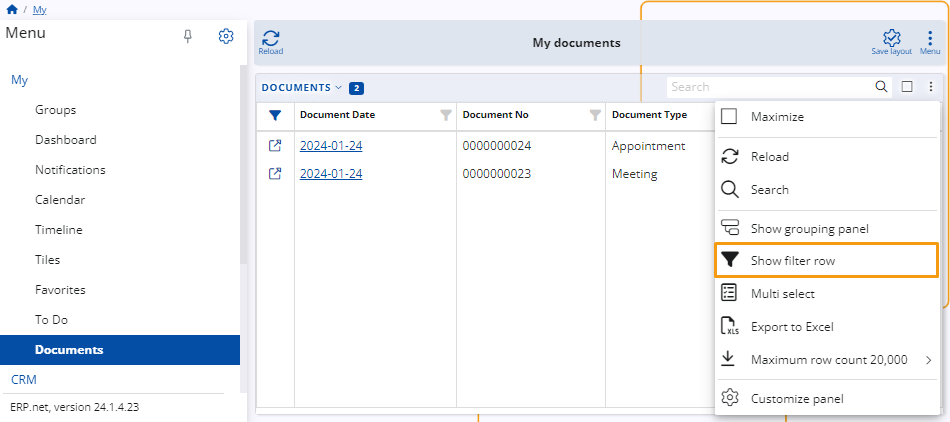 / My
Menu
My
Groups
Dashboard
Notifications
Calendar
Timeline
Tiles
Favorites
To Do
Documents
CRM
ERP.net, version 24.1.4.23
Reload
My documents
Save layout
Menu
DOCUMENTS 2
Search
Document Date Document No Document Type
2024-01-24 0000000024 Appointment
2024-01-24 0000000023 Meeting
Maximize
Reload
Search
Show grouping panel
Show filter row
Multi select
XLS Export to Excel
Maximum row count 20,000
Customize panel